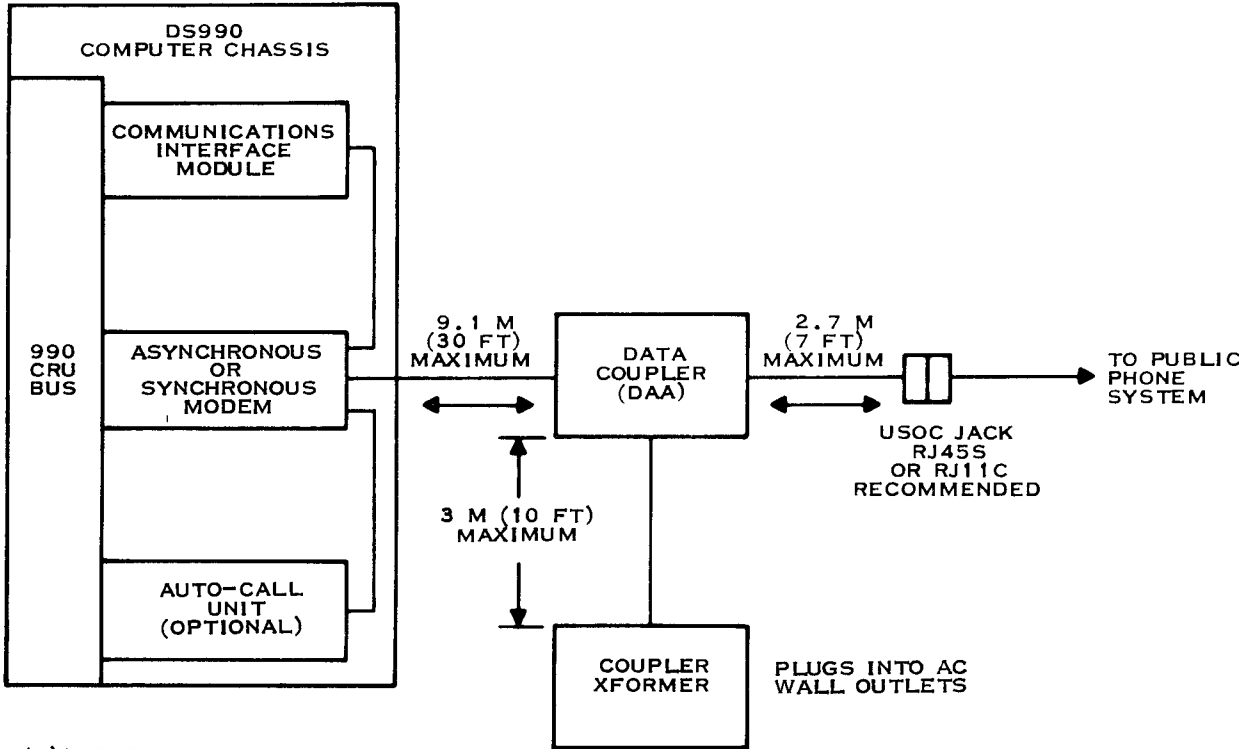 DS990
COMPUTER CHASSIS
COMMUNICATIONS
INTERFACE
MODULE
990
CRU
BUS
ASYNCHRONOUS
OR
SYNCHRONOUS
MODEM
AUTO-CALL
UNIT
(OPTIONAL)
9.1 M
(30 FT)
MAXIMUM
DATA
COUPLER
(DAA)
2.7 M
(7 FT)
MAXIMUM
TO PUBLIC
PHONE
SYSTEM
USOC JACK
RJ45S
OR RJ11C
RECOMMENDED
3 M (10 FT)
MAXIMUM
COUPLER
XFORMER
PLUGS INTO AC
WALL OUTLETS